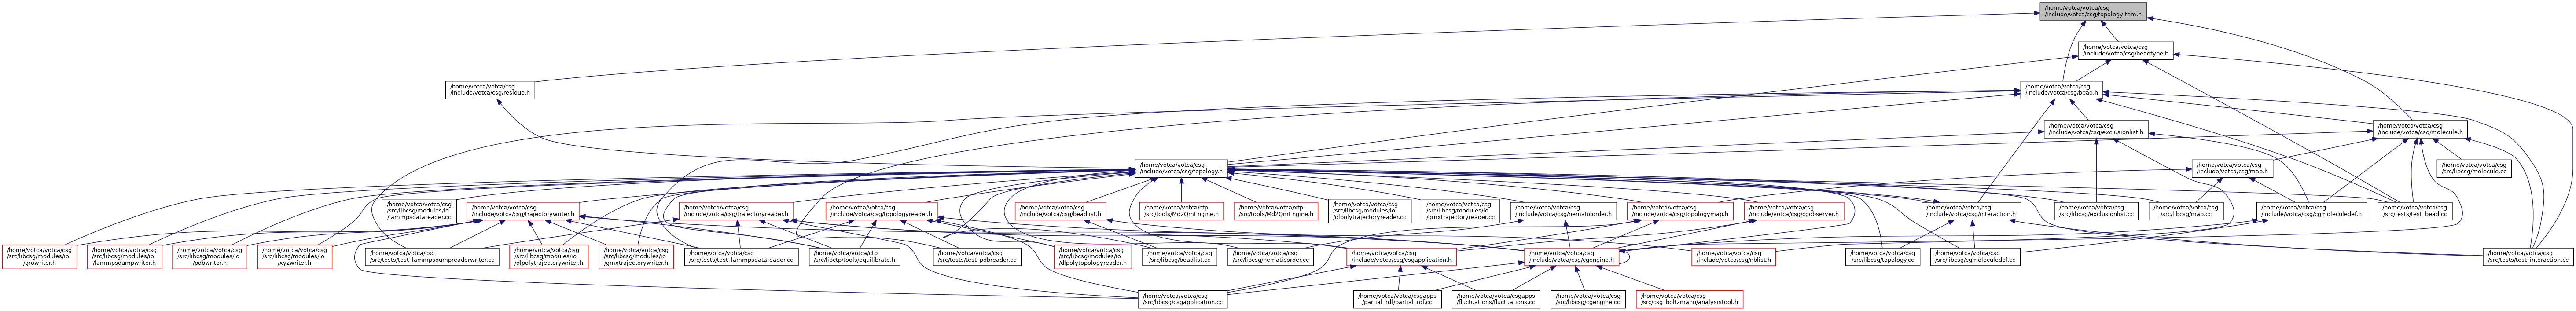 /home/votca/votca/csg
/include/votca/csg/topologyitem.h
/home/votca/votca/csg
/include/votca/csg/beadtype.h
/home/votca/votca/csg
/include/votca/csg/residue.h
/home/votca/votca/csg
/include/votca/csg/bead.h
/home/votca/votca/csg
/include/votca/csg/exclusionlist.h
/home/votca/votca/csg
/include/votca/csg/molecule.h
/home/votca/votca/csg
/include/votca/csg/topology.h
/home/votca/votca/csg
/include/votca/csg/map.h
/home/votca/votca/csg
/src/libcsg/molecule.cc
/home/votca/votca/csg
/src/libcsg/modules/io
/lammpsdatareader.cc
/home/votca/votca/csg
/include/votca/csg/trajectorywriter.h
/home/votca/votca/csg
/include/votca/csg/trajectoryreader.h
/home/votca/votca/csg
/include/votca/csg/topologyreader.h
/home/votca/votca/csg
/include/votca/csg/beadlist.h
/home/votca/votca/ctp
/src/tools/Md2QmEngine.h
/home/votca/votca/xtp
/src/tools/Md2QmEngine.h
/home/votca/votca/csg
/src/libcsg/modules/io
/dlpolytrajectoryreader.cc
/home/votca/votca/csg
/src/libcsg/modules/io
/gmxtrajectoryreader.cc
/home/votca/votca/csg
/include/votca/csg/nematicorder.h
/home/votca/votca/csg
/include/votca/csg/topologymap.h
/home/votca/votca/csg
/include/votca/csg/cgobserver.h
/home/votca/votca/csg
/include/votca/csg/interaction.h
/home/votca/votca/csg
/src/libcsg/exclusionlist.cc
/home/votca/votca/csg
/src/libcsg/map.cc
/home/votca/votca/csg
/include/votca/csg/cgmoleculedef.h
/home/votca/votca/csg
/src/tests/test_bead.cc
/home/votca/votca/csg
/src/libcsg/modules/io
/growriter.h
/home/votca/votca/csg
/src/libcsg/modules/io
/lammpsdumpwriter.h
/home/votca/votca/csg
/src/libcsg/modules/io
/pdbwriter.h
/home/votca/votca/csg
/src/libcsg/modules/io
/xyzwriter.h
/home/votca/votca/csg
/src/tests/test_lammpsdumpreaderwriter.cc
/home/votca/votca/csg
/src/libcsg/modules/io
/dlpolytrajectorywriter.h
/home/votca/votca/csg
/src/libcsg/modules/io
/gmxtrajectorywriter.h
/home/votca/votca/csg
/src/tests/test_lammpsdatareader.cc
/home/votca/votca/ctp
/src/libctp/tools/equilibrate.h
/home/votca/votca/csg
/src/tests/test_pdbreader.cc
/home/votca/votca/csg
/src/libcsg/modules/io
/dlpolytopologyreader.h
/home/votca/votca/csg
/src/libcsg/beadlist.cc
/home/votca/votca/csg
/src/libcsg/nematicorder.cc
/home/votca/votca/csg
/include/votca/csg/csgapplication.h
/home/votca/votca/csg
/include/votca/csg/cgengine.h
/home/votca/votca/csg
/include/votca/csg/nblist.h
/home/votca/votca/csg
/src/libcsg/topology.cc
/home/votca/votca/csg
/src/libcsg/cgmoleculedef.cc
/home/votca/votca/csg
/src/tests/test_interaction.cc
/home/votca/votca/csg
/src/libcsg/csgapplication.cc
/home/votca/votca/csgapps
/partial_rdf/partial_rdf.cc
/home/votca/votca/csgapps
/fluctuations/fluctuations.cc
/home/votca/votca/csg
/src/libcsg/cgengine.cc
/home/votca/votca/csg
/src/csg_boltzmann/analysistool.h